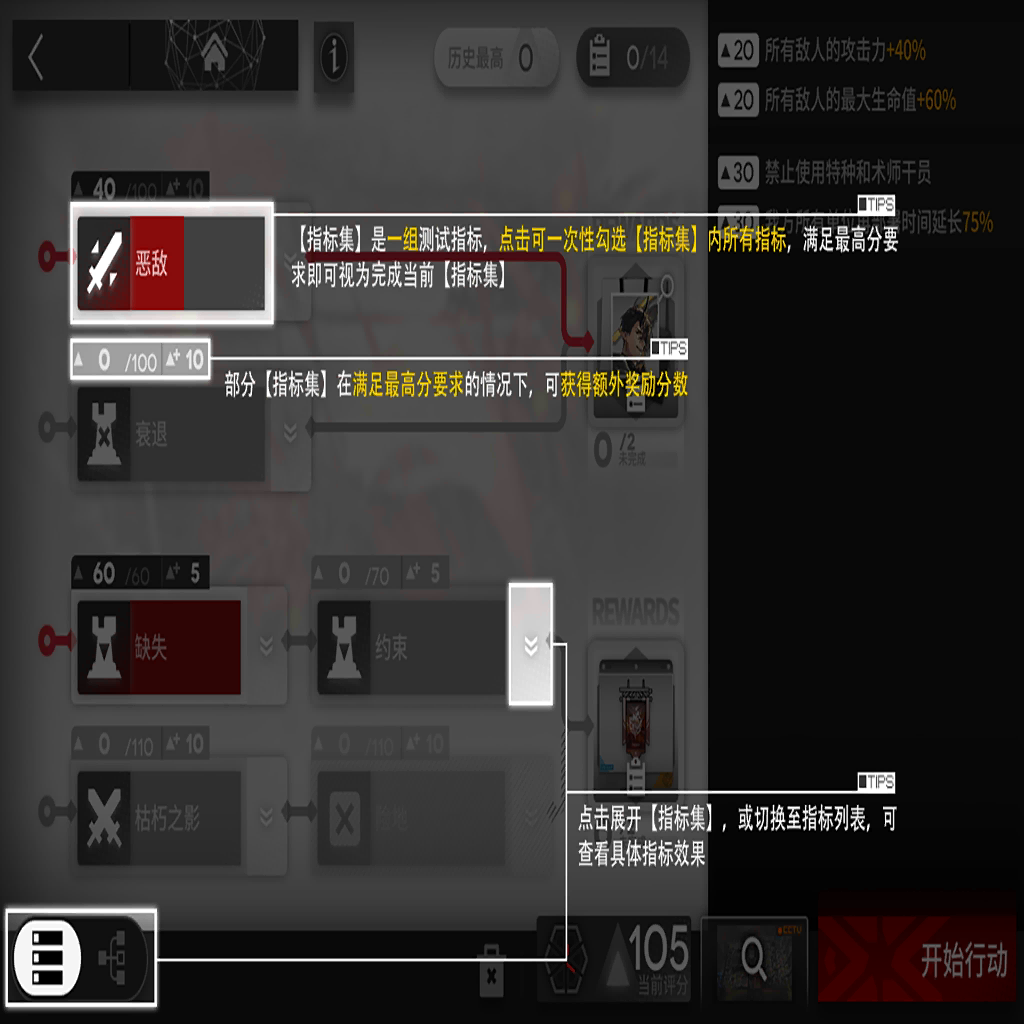 历史最高 0
0/14
▲20 所有敌人的攻击力+40%
▲20 所有敌人的最大生命值+60%
▲30 禁止使用特种和术师干员
时间延长75%
40 /100 10
TIPS
恶敌
【指标集】是一组测试指标，点击可一次性勾选【指标集】内所有指标，满足最高分要
求即可视为完成当前【指标集】
0 /100 ▲+ 10
TIPS
部分【指标集】在满足最高分要求的情况下，可获得额外奖励分数
衰退
0 /2
未完成
▲ 60 /60 ▲+ 5
▲ 0 /70 ▲+ 5
缺失
约束
REWARDS
▲ 0 /110 ▲+ 10
▲ 0 /110 ▲+ 10
枯朽之影
TIPS
点击展开【指标集】，或切换至指标列表，可
查看具体指标效果
105
当前评分
CCTV
开始行动